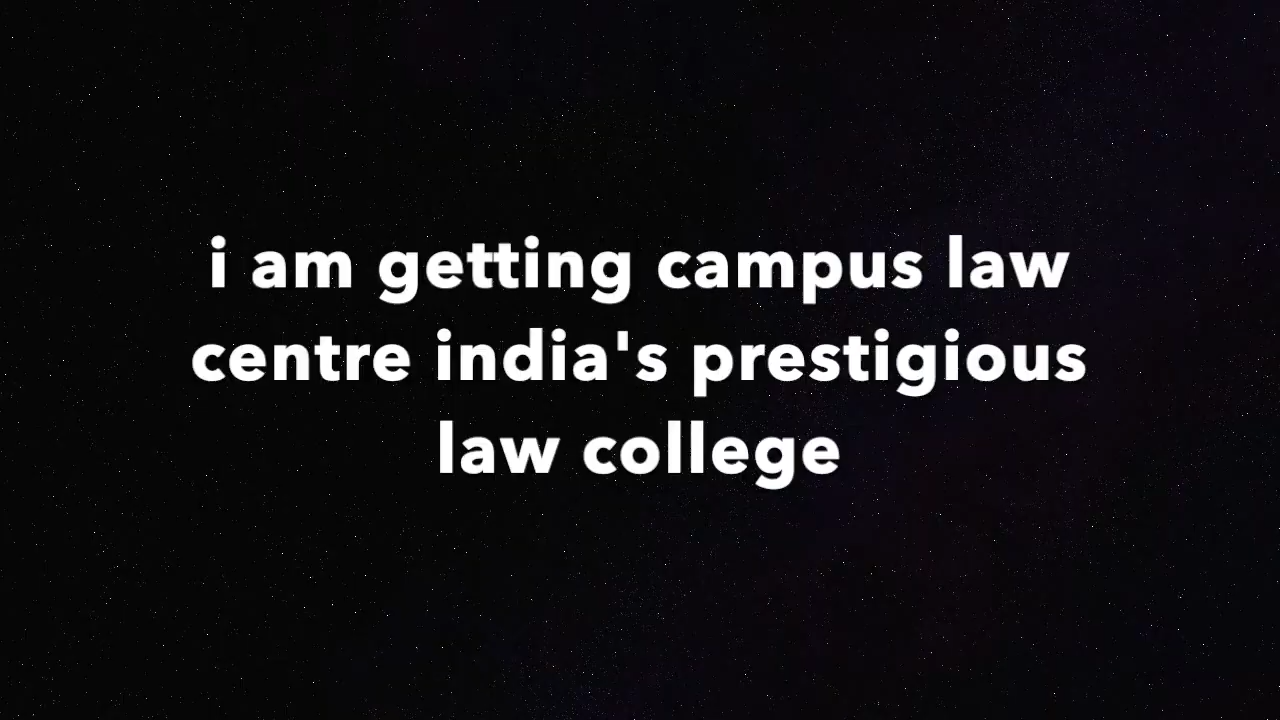 i am getting campus law
centre india's prestigious
law college